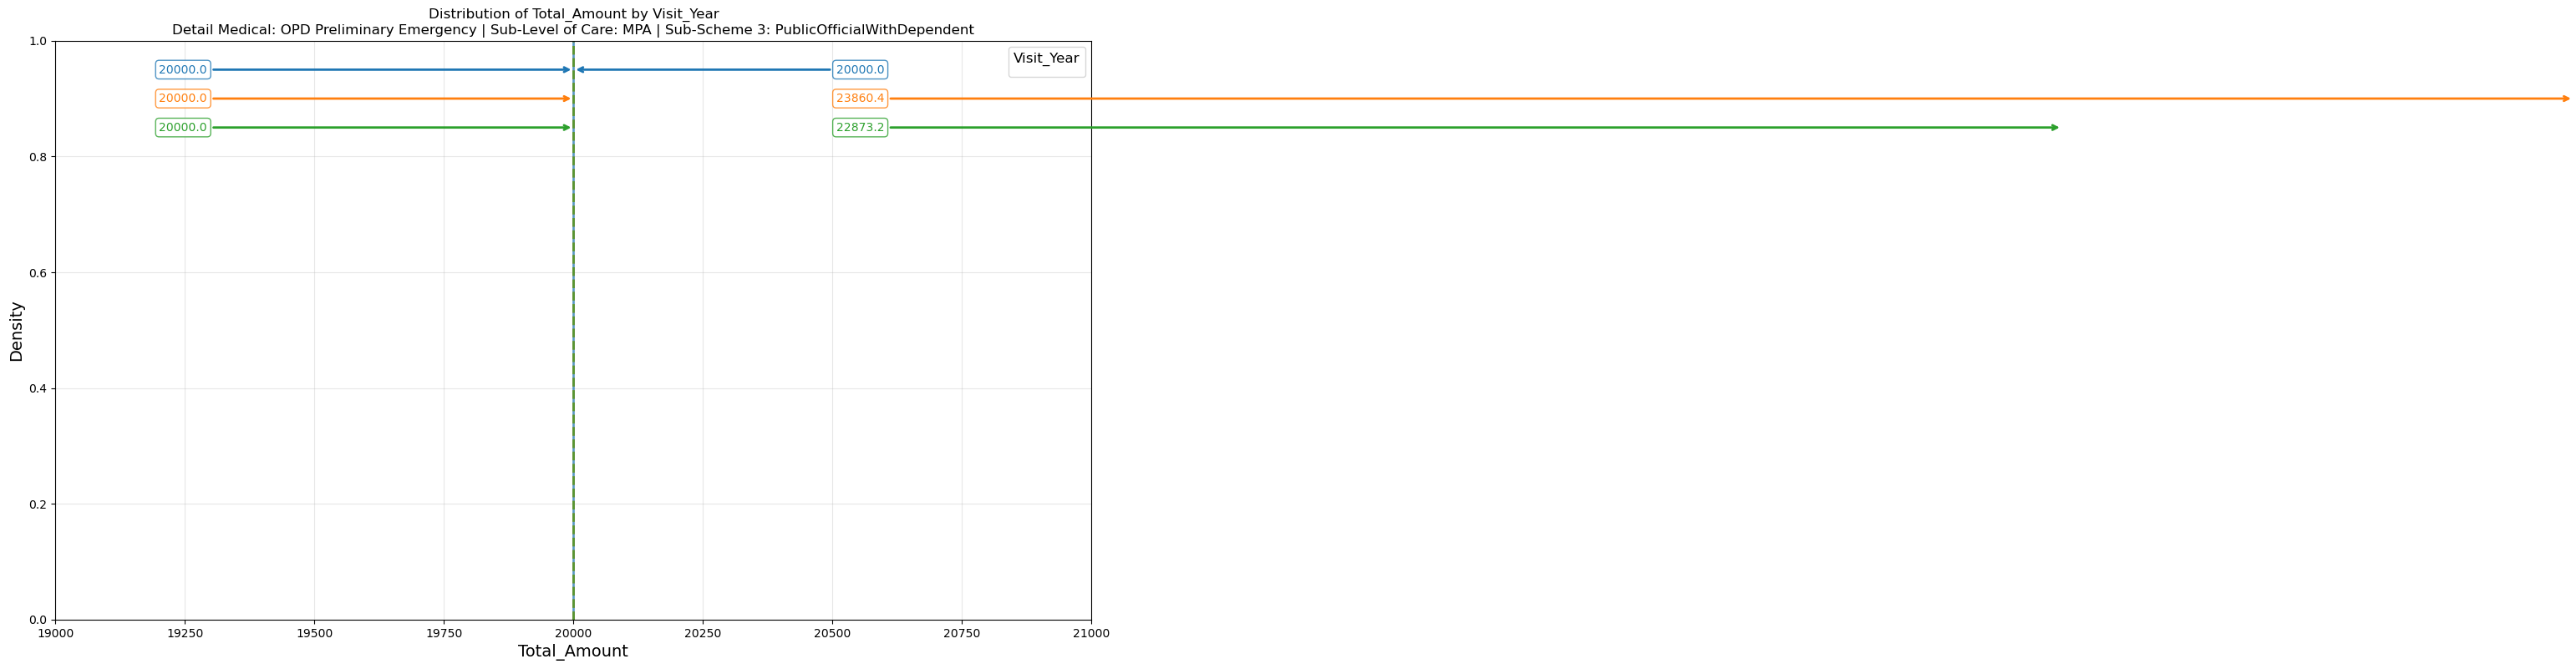 Distribution of Total_Amount by Visit_Year
Detail Medical: OPD Preliminary Emergency | Sub-Level of Care: MPA | Sub-Scheme 3: PublicOfficialWithDependent
Visit_Year
20000.0
20000.0
20000.0
23860.4
20000.0
22873.2
1.0
0.8
0.6
0.4
0.2
0.0
Density
19000 19250 19500 19750 20000 20250 20500 20750 21000
Total_Amount